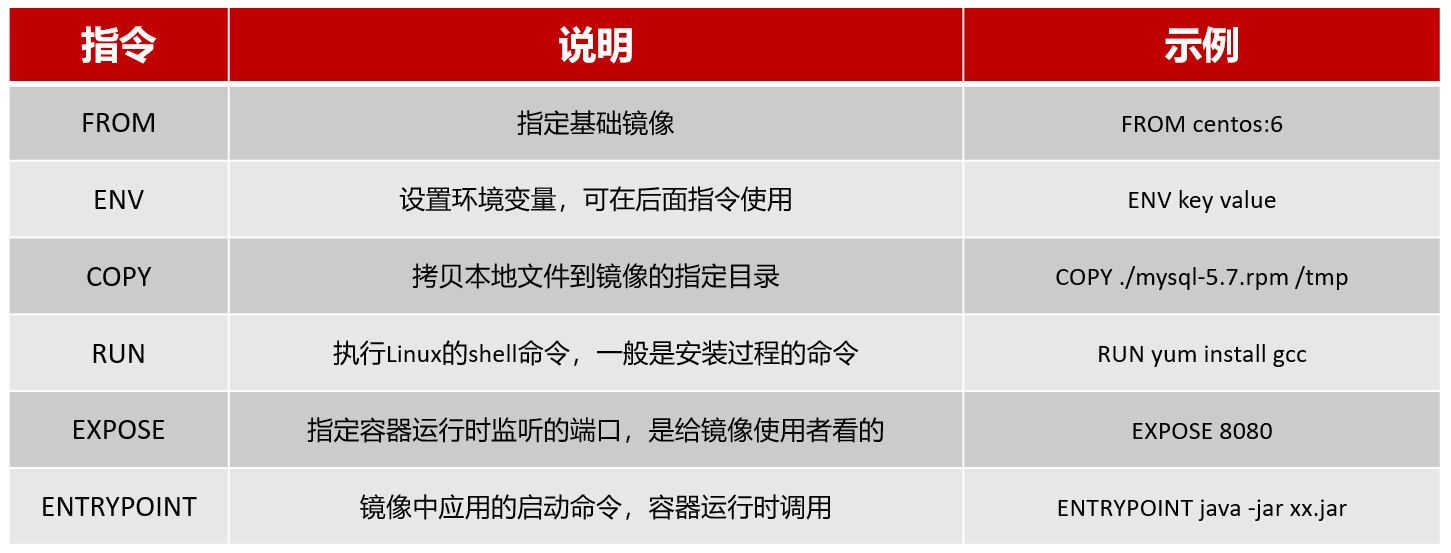 指令 说明 示例
FROM 指定基础镜像 FROM centos:6
ENV 设置环境变量，可在后面指令使用 ENV key value
COPY 拷贝本地文件到镜像的指定目录 COPY ./mysql-5.7.rpm /tmp
RUN 执行Linux的shell命令，一般是安装过程的命令 RUN yum install gcc
EXPOSE 指定容器运行时监听的端口，是给镜像使用者看的 EXPOSE 8080
ENTRYPOINT 镜像中应用的启动命令，容器运行时调用 ENTRYPOINT java -jar xx.jar